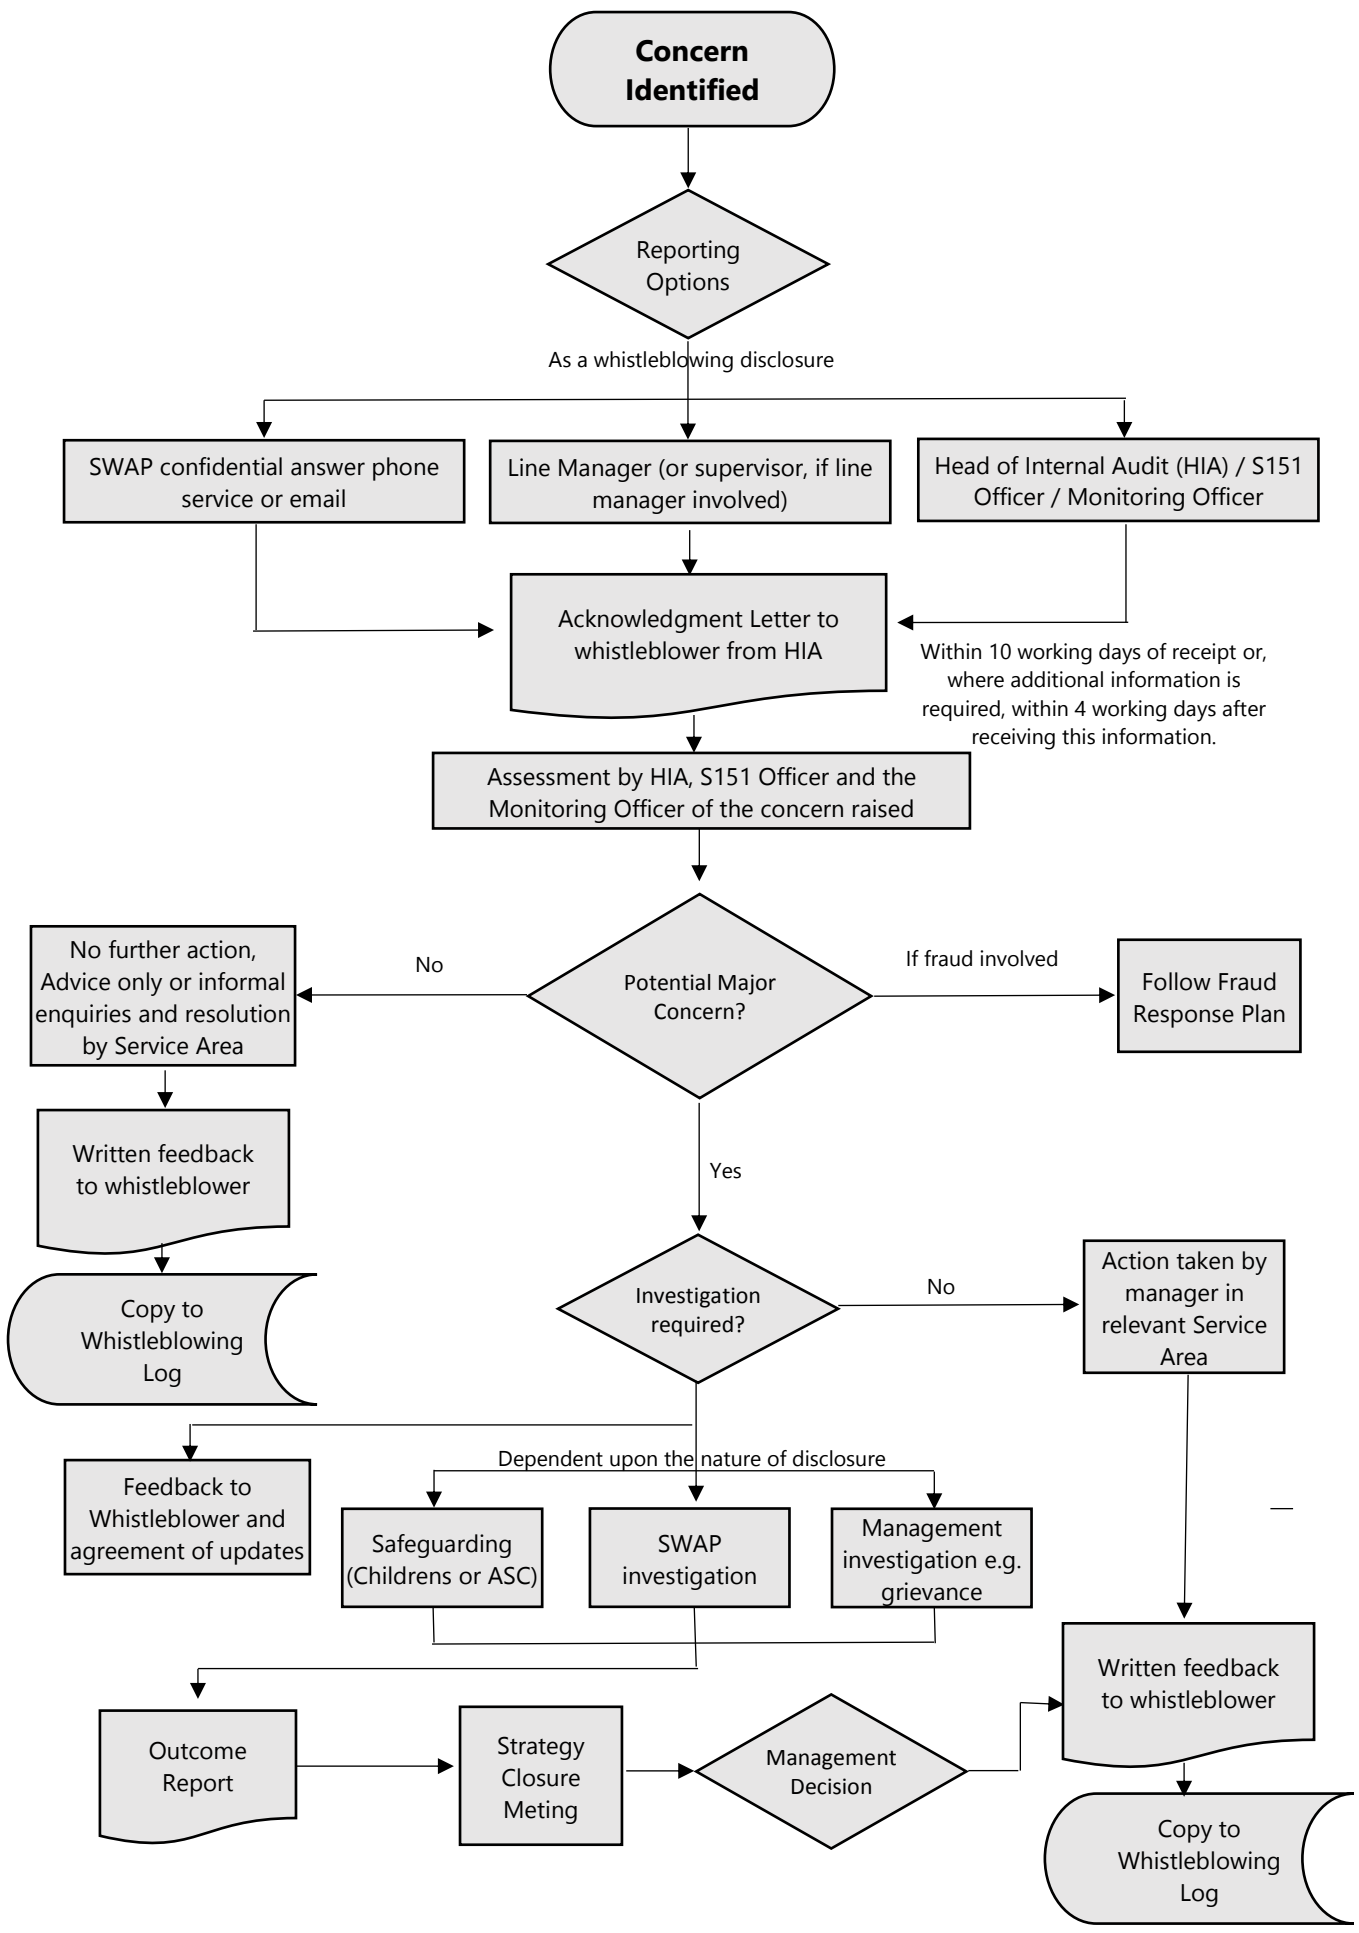 Concern
Identified
Reporting
Options
As a whistleblowing disclosure
SWAP confidential answer phone
service or email
Line Manager (or supervisor, if line
manager involved)
Head of Internal Audit (HIA) / S151
Officer / Monitoring Officer
Acknowledgment Letter to
whistleblower from HIA
Within 10 working days of receipt or,
where additional information is
required, within 4 working days after
receiving this information.
Assessment by HIA, S151 Officer and the
Monitoring Officer of the concern raised
No further action,
Advice only or informal
enquiries and resolution
by Service Area
No
Potential Major
Concern?
If fraud involved
Follow Fraud
Response Plan
Written feedback
to whistleblower
Yes
Copy to
Whistleblowing
Log
Investigation
required?
No
Action taken by
manager in
relevant Service
Area
Feedback to
Whistleblower and
agreement of updates
Dependent upon the nature of disclosure
Safeguarding
(Childrens or ASC)
SWAP
investigation
Management
investigation e.g.
grievance
Outcome
Report
Strategy
Closure
Meting
Management
Decision
Written feedback
to whistleblower
Copy to
Whistleblowing
Log